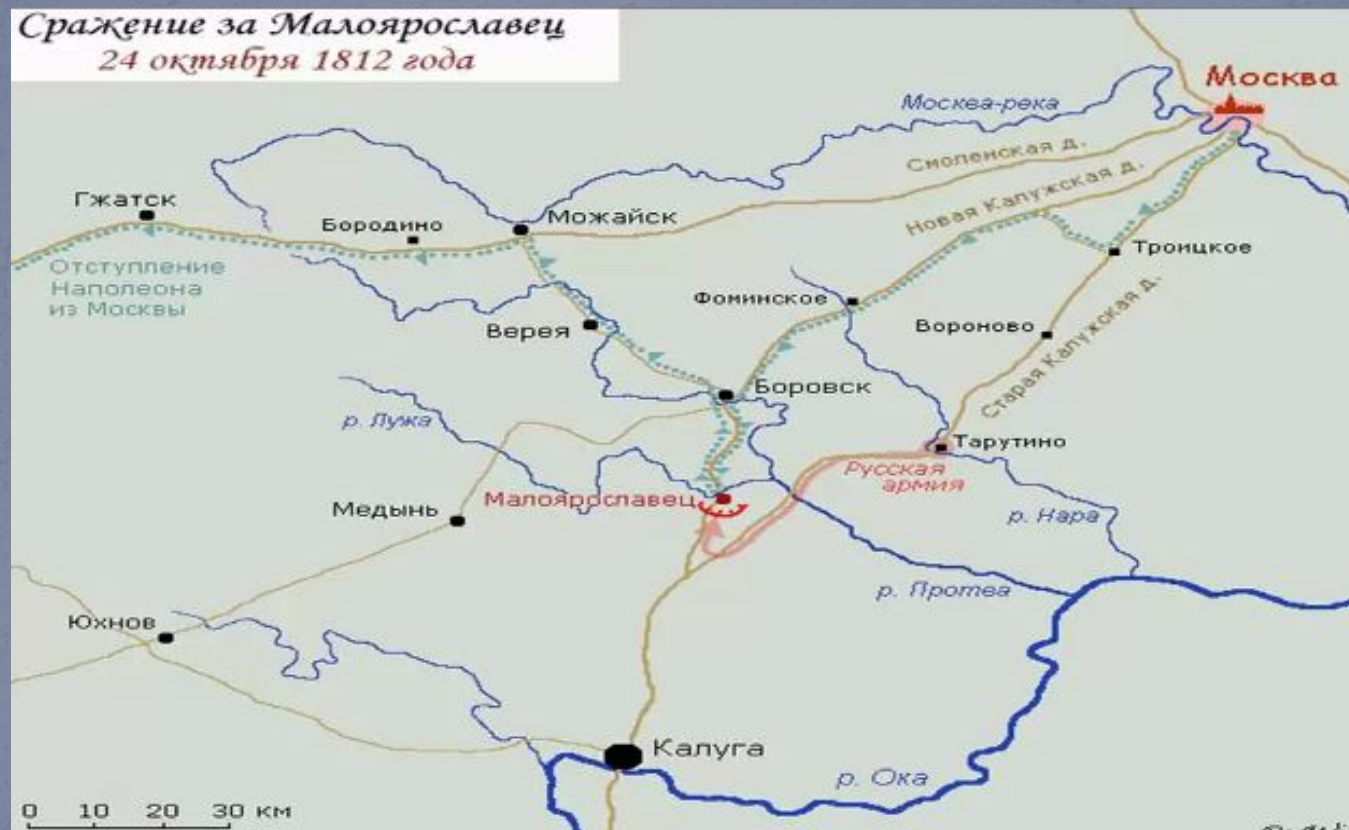 Сражение за Малоярославец
24 октября 1812 года
Москва
Москва-река
Смоленская д.
Новая Калужская д.
Гжатск
Бородино
Можайск
Троицкое
Отступление
Наполеона
из Москвы
Фоминское
Верея
Вороново
Старая Калужская д.
Боровск
р. Лужа
Тарутино
Русская
армия
Малоярославец
Медынь
р. Нара
р. Протва
Юхнов
Калуга
р. Ока
0 10 20 30 км